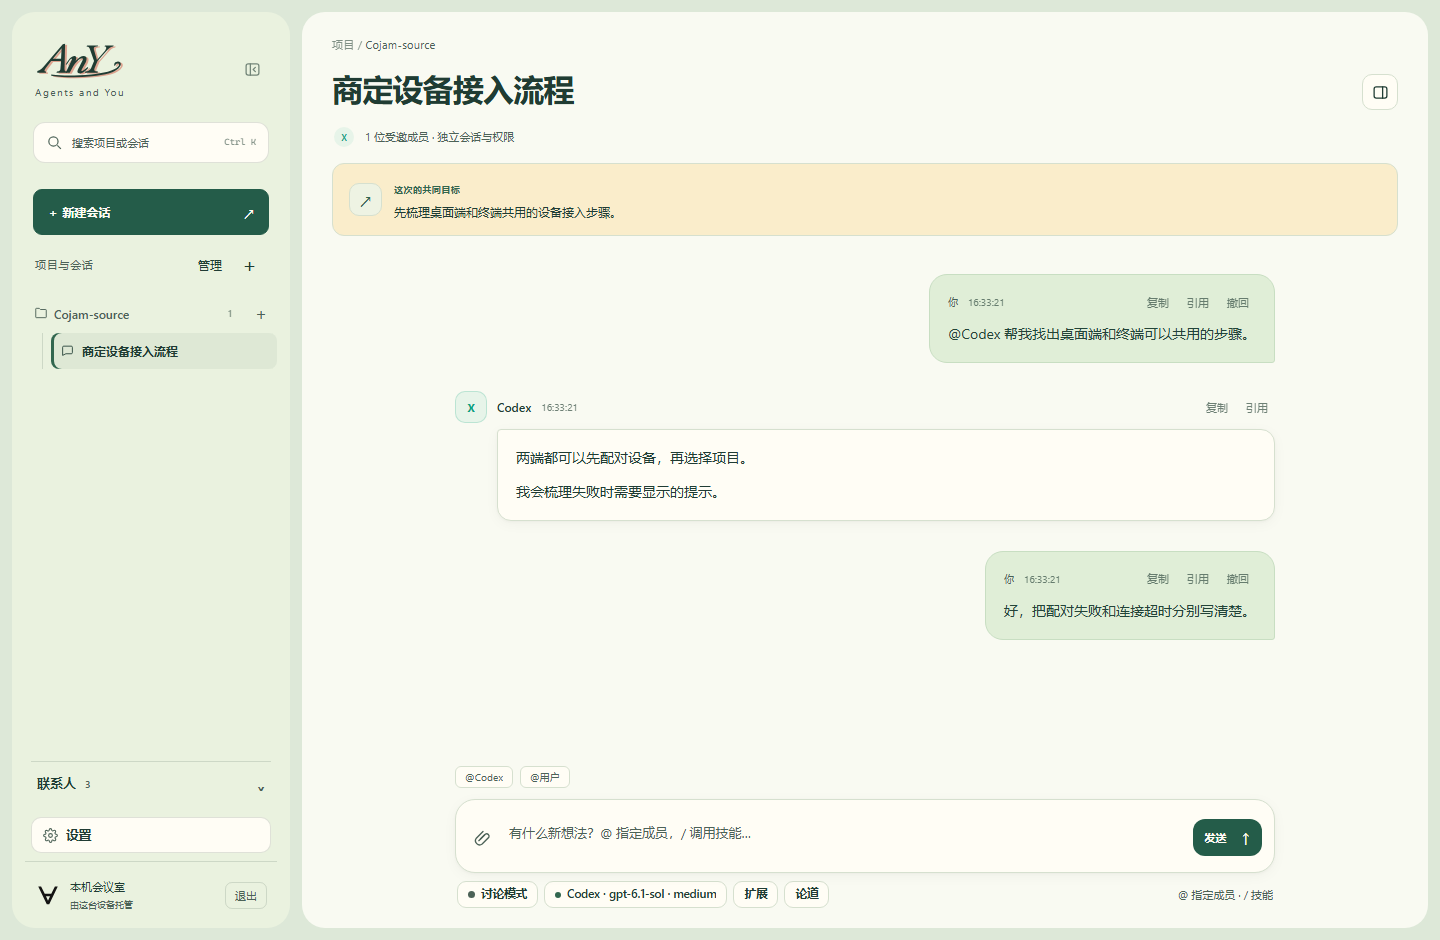 AnY
Agents and You
搜索项目或会话 Ctrl K
+ 新建会话 ↗
项目与会话 管理 +
Cojam-source 1 +
商定设备接入流程
联系人 3
设置
本机会议室
由这台设备托管
退出
项目 / Cojam-source
商定设备接入流程
X 1 位受邀成员 · 独立会话与权限
这次的共同目标
先梳理桌面端和终端共用的设备接入步骤。
你 16:33:21 复制 引用 撤回
@Codex 帮我找出桌面端和终端可以共用的步骤。
X Codex 16:33:21 复制 引用
两端都可以先配对设备，再选择项目。
我会梳理失败时需要显示的提示。
你 16:33:21 复制 引用 撤回
好，把配对失败和连接超时分别写清楚。
@Codex @用户
有什么新想法？@ 指定成员，/ 调用技能...
发送 ↑
讨论模式 Codex · gpt-6.1-sol · medium 扩展 论道
@ 指定成员 · / 技能